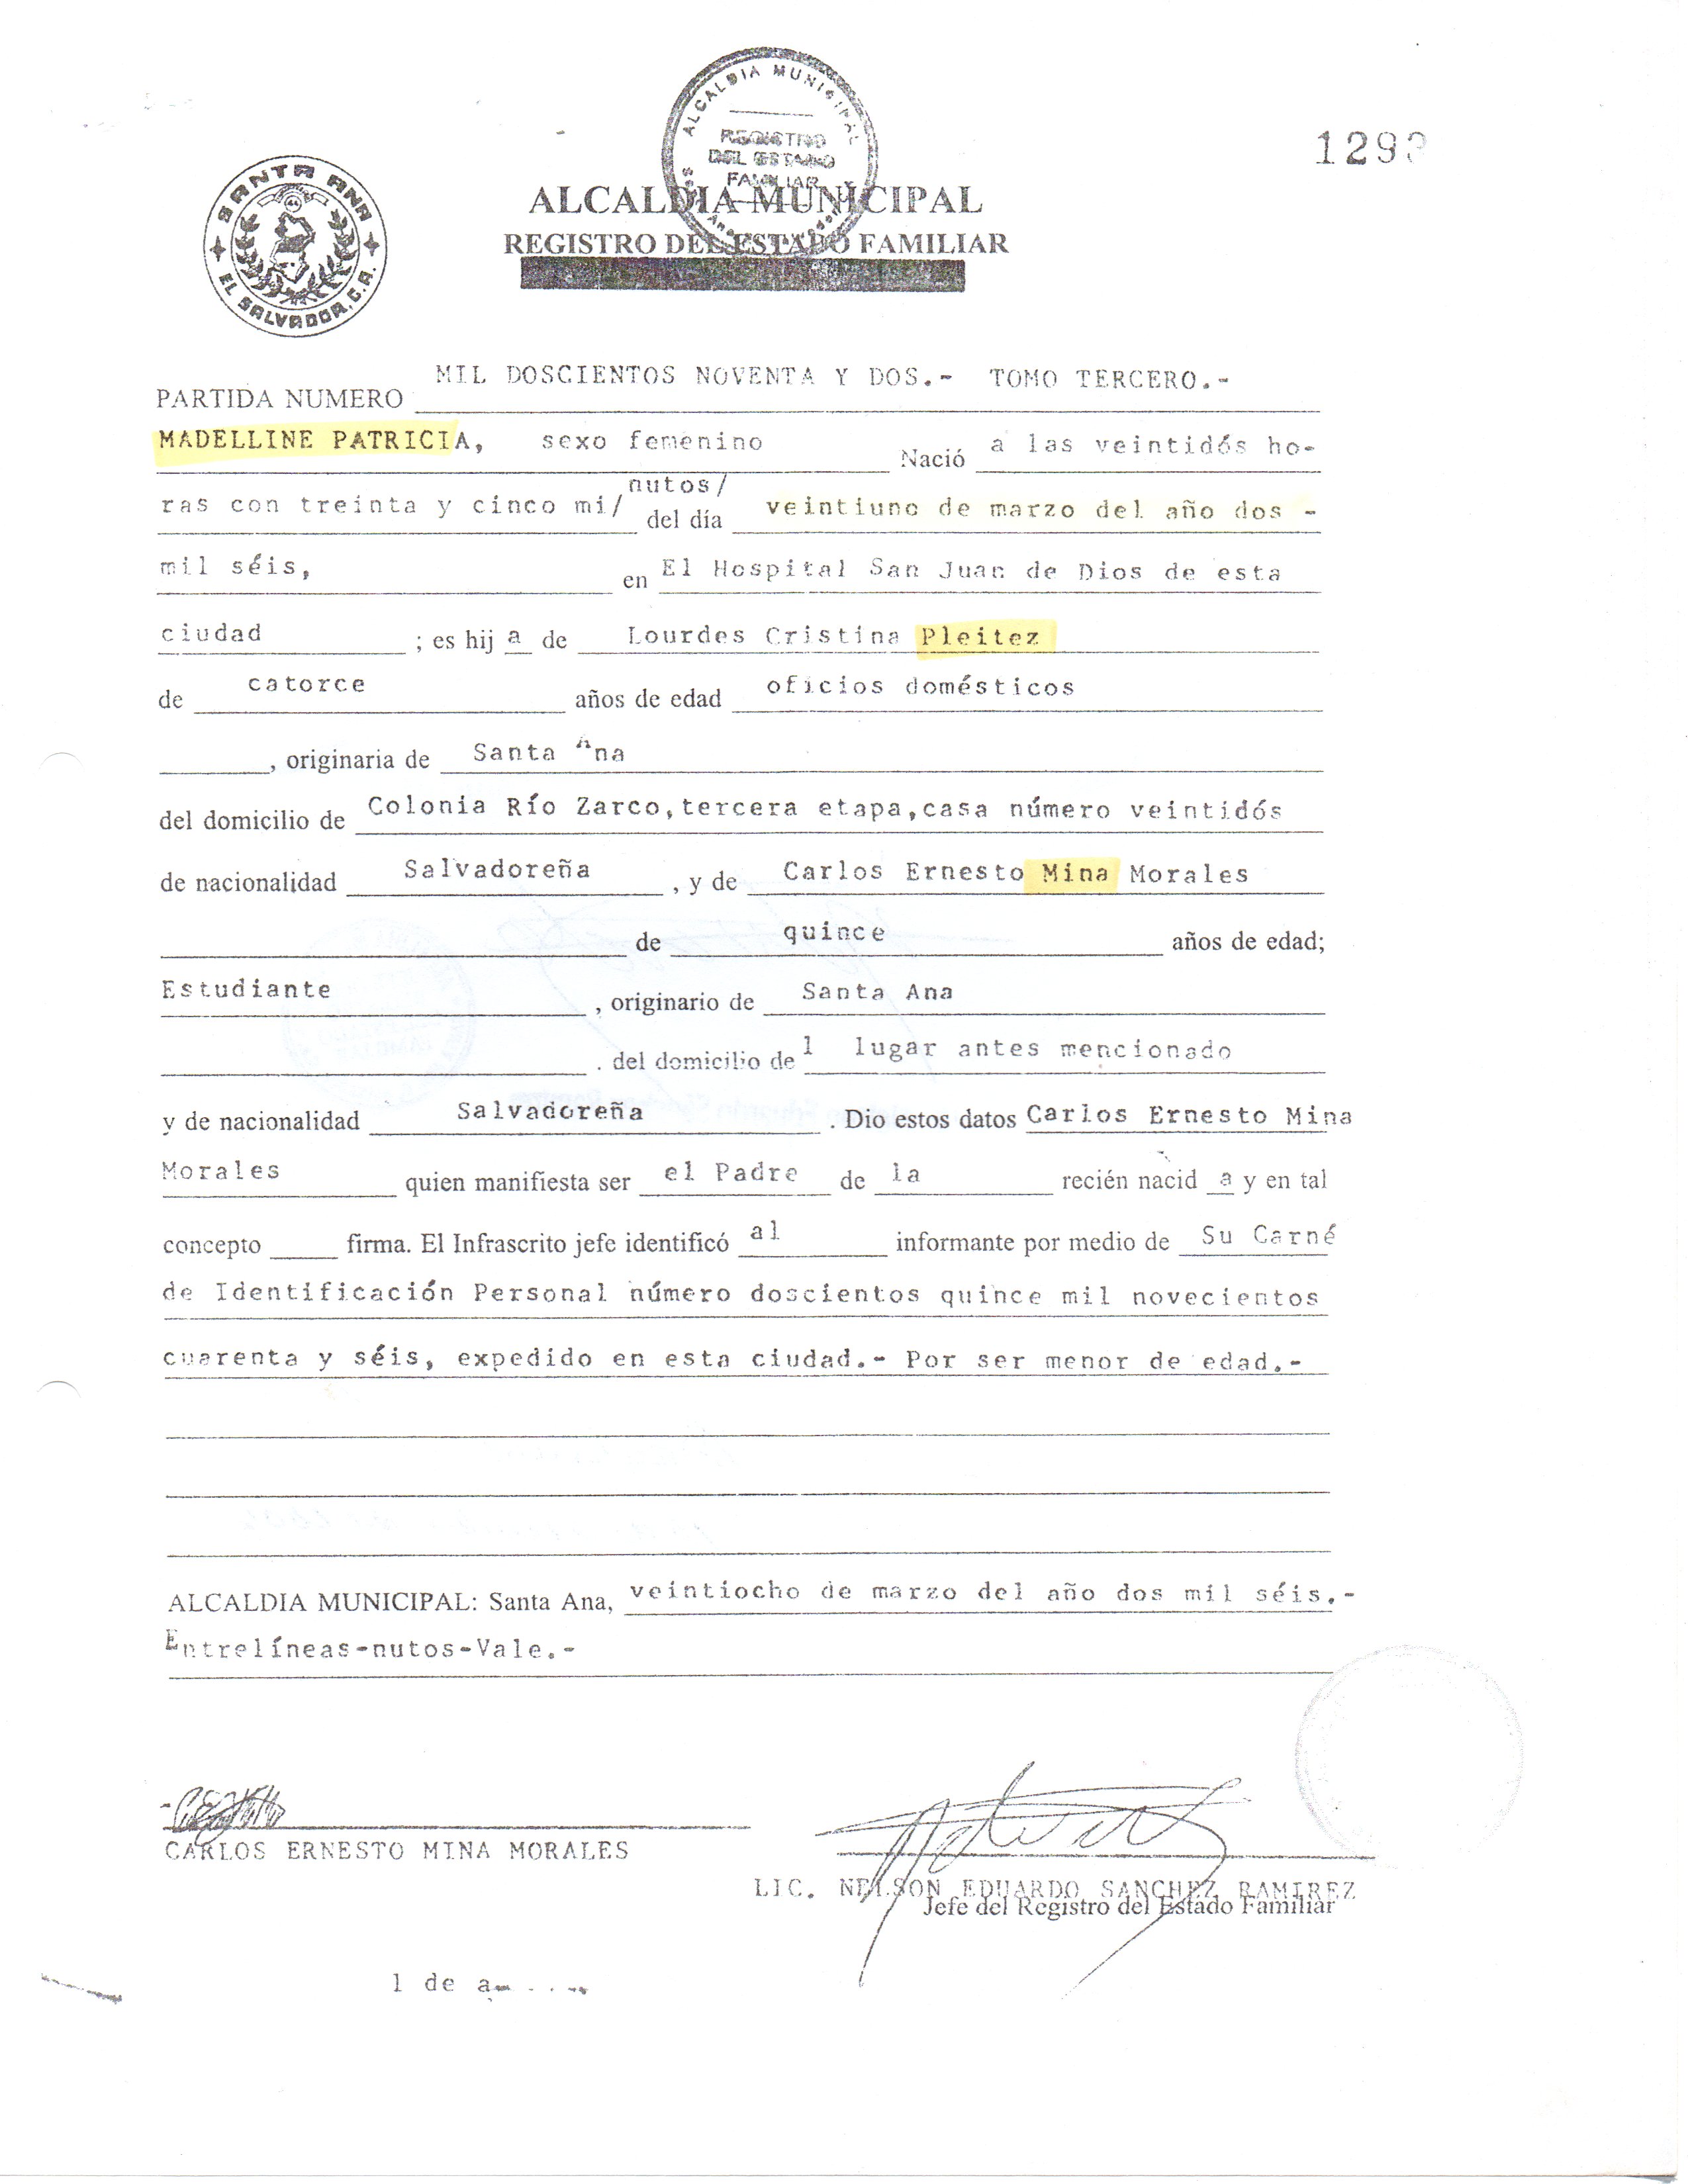 ALCALDIA MUNICIPAL
REGISTRO
DEL ESTADO
FAMILIAR
SANTA ANA
EL SALVADOR, C.A.
ALCALDIA MUNICIPAL
REGISTRO DEL ESTADO FAMILIAR
PARTIDA NUMERO MIL DOSCIENTOS NOVENTA Y DOS.- TOMO TERCERO.-
MADELLINE PATRICIA, sexo femenino Nació a las veintidós ho-
ras con treinta y cinco mi/ nutos/ del día veintiuno de marzo del año dos -
mil séis, en El Hospital San Juan de Dios de esta
ciudad ; es hij a de Lourdes Cristina Pleitez
de catorce años de edad oficios domésticos
, originaria de Santa Ana
del domicilio de Colonia Río Zarco,tercera etapa,casa número veintidós
de nacionalidad Salvadoreña , y de Carlos Ernesto Mina Morales
de quince años de edad;
Estudiante , originario de Santa Ana
. del domicilio de l lugar antes mencionado
y de nacionalidad Salvadoreña . Dio estos datos Carlos Ernesto Mina
Morales quien manifiesta ser el Padre de la recién nacid a y en tal
concepto firma. El Infrascrito jefe identificó al informante por medio de Su Carné
de Identificación Personal número doscientos quince mil novecientos
cuarenta y séis, expedido en esta ciudad.- Por ser menor de edad.-
ALCALDIA MUNICIPAL: Santa Ana, veintiocho de marzo del año dos mil séis.-
Entrelíneas-nutos-Vale.-
CARLOS ERNESTO MINA MORALES
LIC. NELSON EDUARDO SANCHEZ RAMIREZ
Jefe del Registro del Estado Familiar
1 de